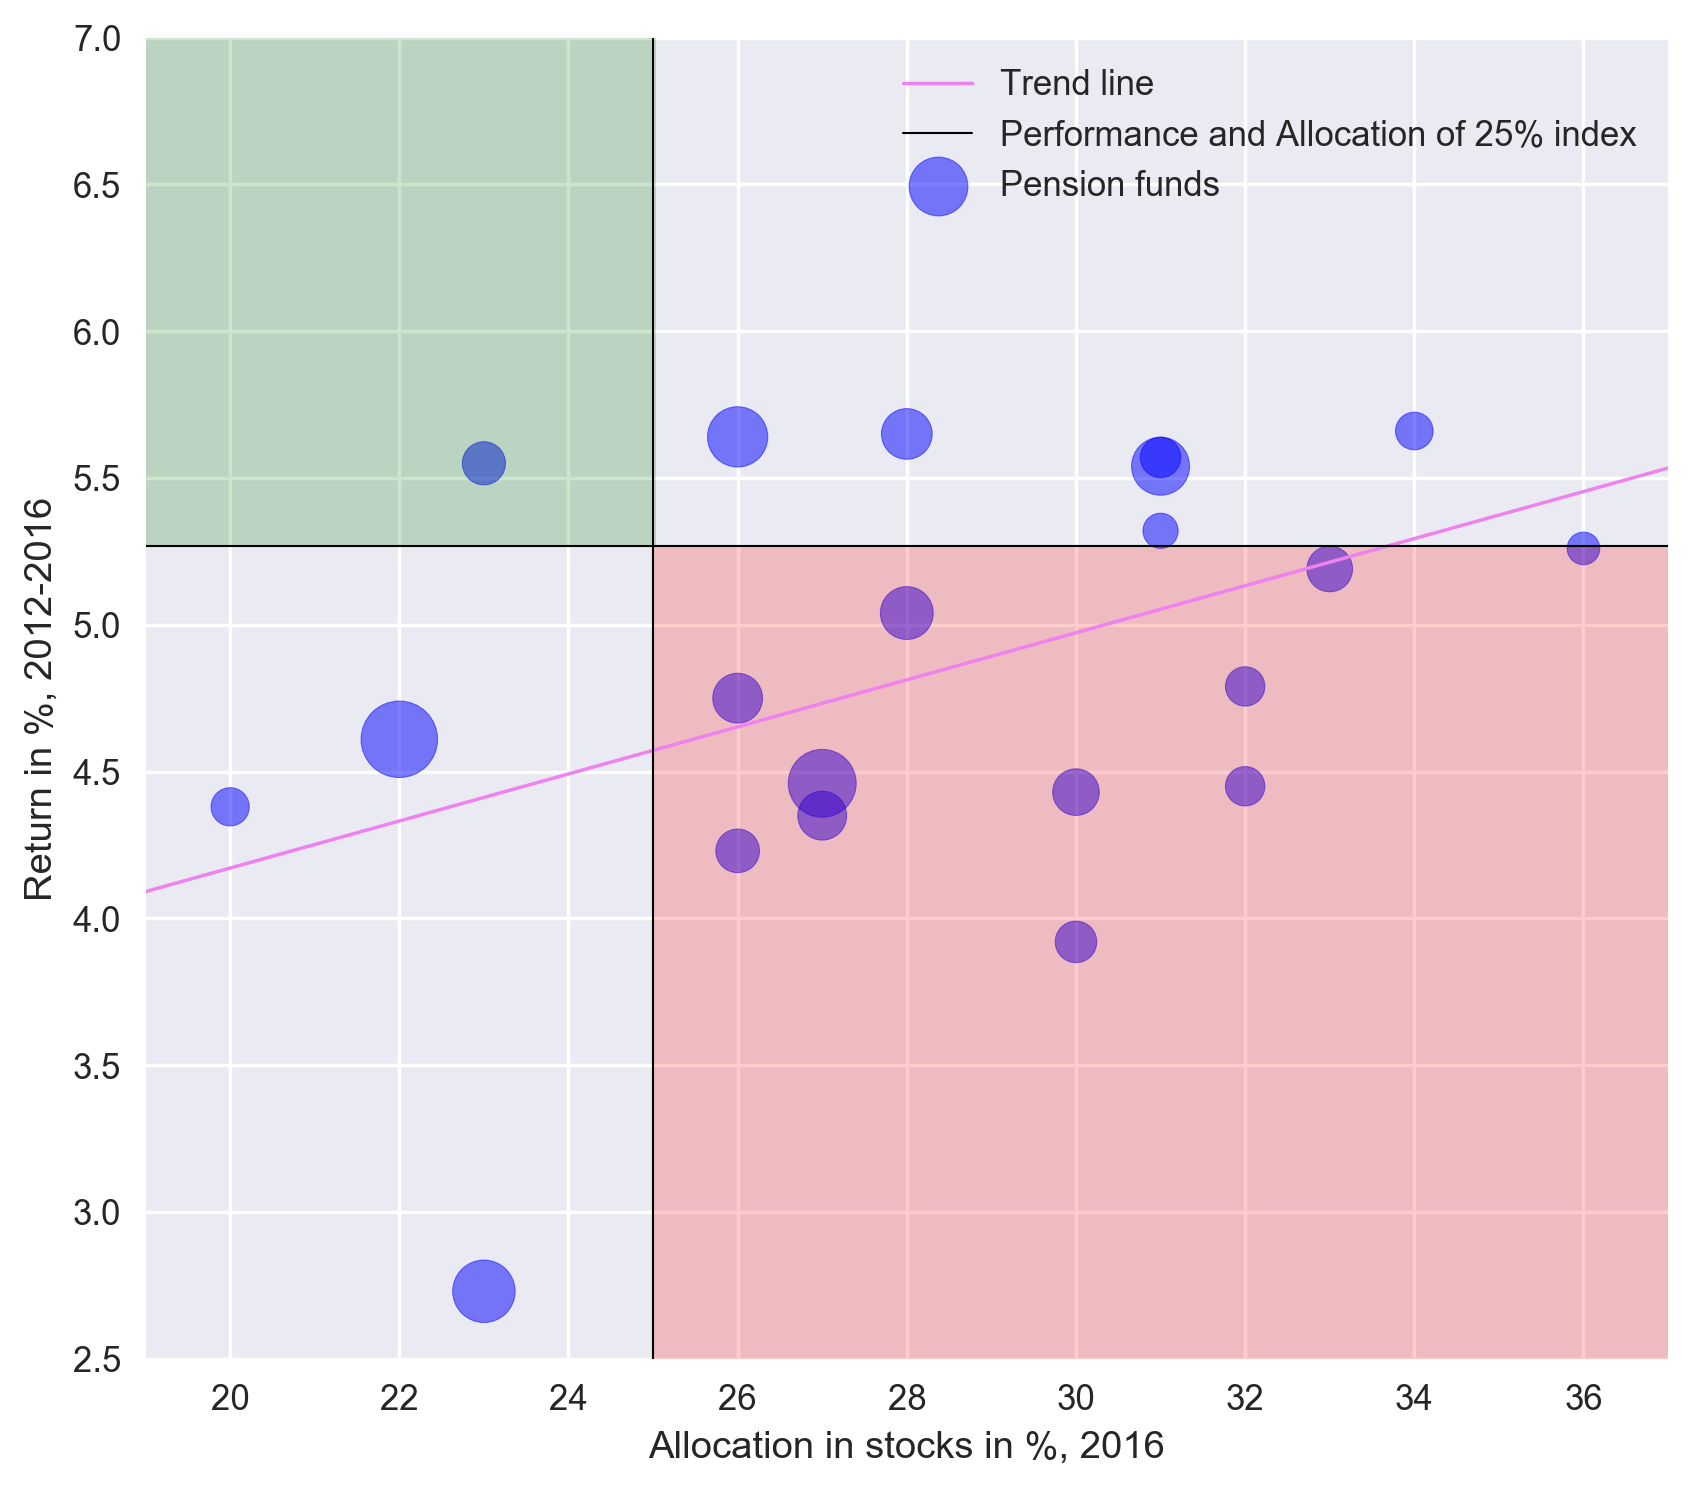 Trend line
Performance and Allocation of 25% index
Pension funds
7.0
6.5
6.0
5.5
5.0
4.5
4.0
3.5
3.0
2.5
Return in %, 2012-2016
20 22 24 26 28 30 32 34 36
Allocation in stocks in %, 2016